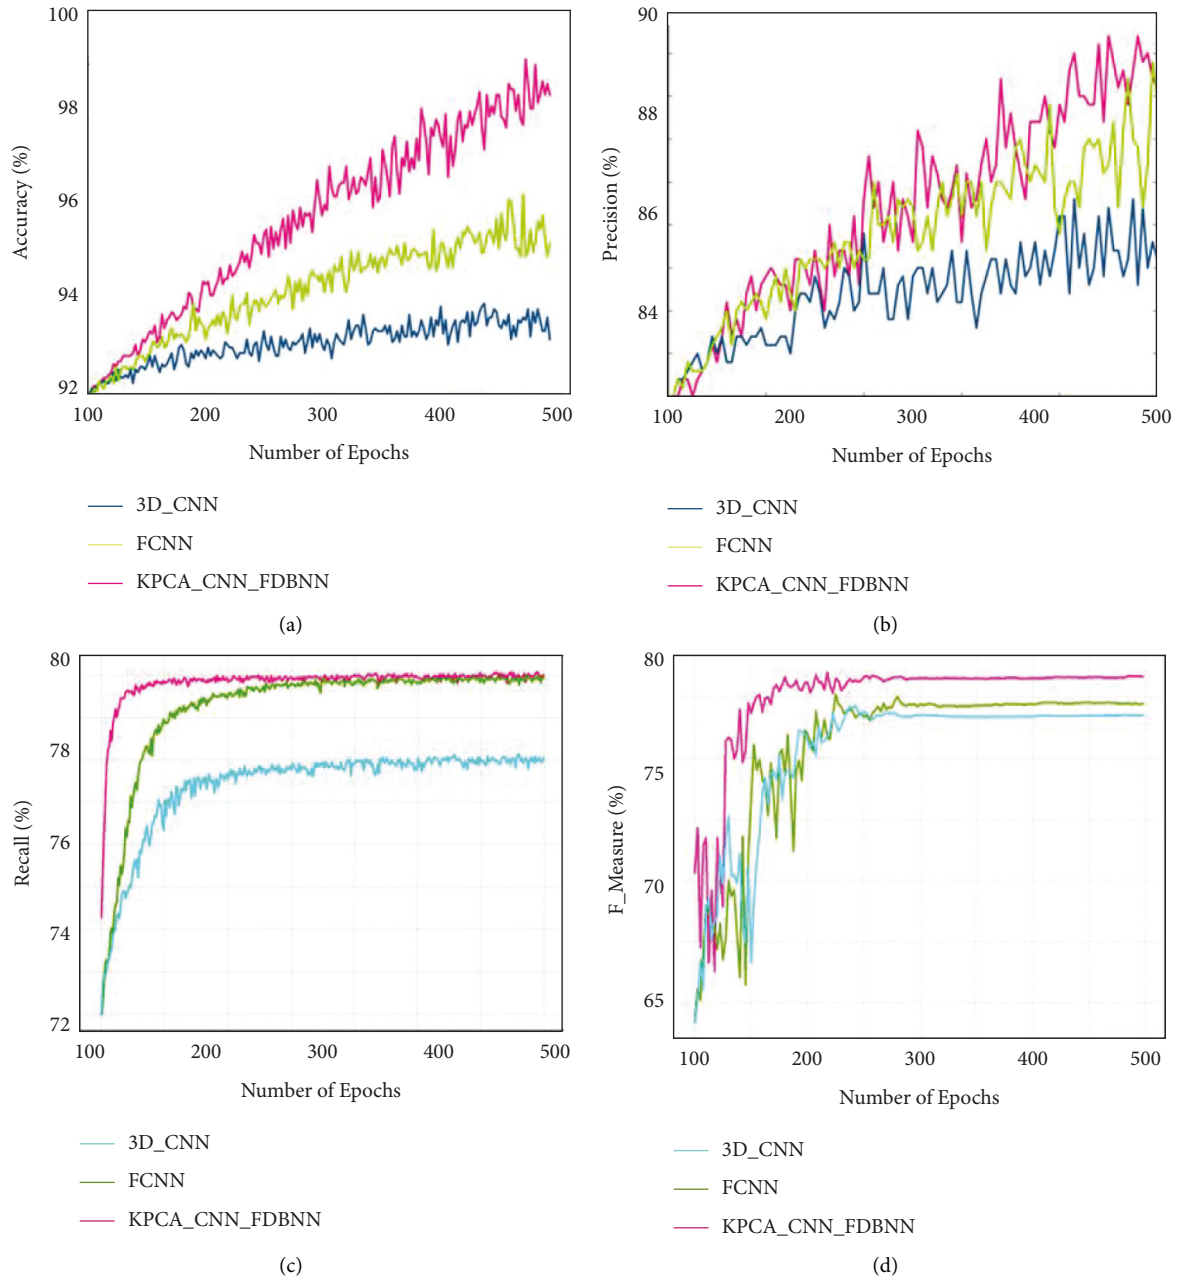 100
98
96
94
92
Accuracy (%)
100 200 300 400 500
Number of Epochs
3D_CNN
FCNN
KPCA_CNN_FDBNN
(a)
90
88
86
84
Precision (%)
100 200 300 400 500
Number of Epochs
3D_CNN
FCNN
KPCA_CNN_FDBNN
(b)
80
78
76
74
72
Recall (%)
100 200 300 400 500
Number of Epochs
3D_CNN
FCNN
KPCA_CNN_FDBNN
(c)
80
75
70
65
F_Measure (%)
100 200 300 400 500
Number of Epochs
3D_CNN
FCNN
KPCA_CNN_FDBNN
(d)